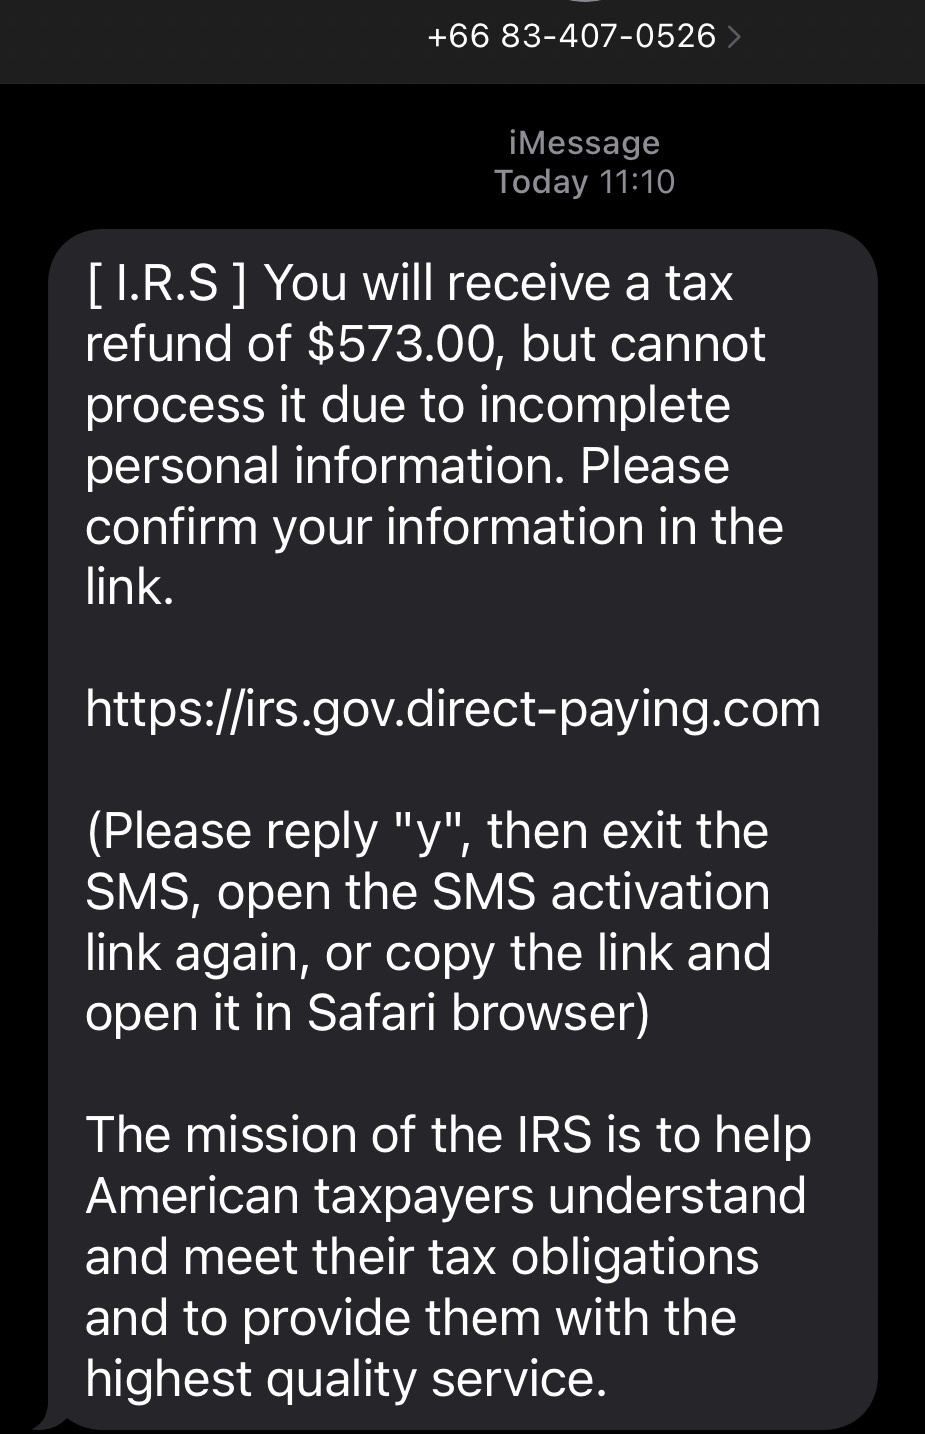 +66 83-407-0526
iMessage
Today 11:10
[ I.R.S ] You will receive a tax
refund of $573.00, but cannot
process it due to incomplete
personal information. Please
confirm your information in the
link.
https://irs.gov.direct-paying.com
(Please reply "y", then exit the
SMS, open the SMS activation
link again, or copy the link and
open it in Safari browser)
The mission of the IRS is to help
American taxpayers understand
and meet their tax obligations
and to provide them with the
highest quality service.